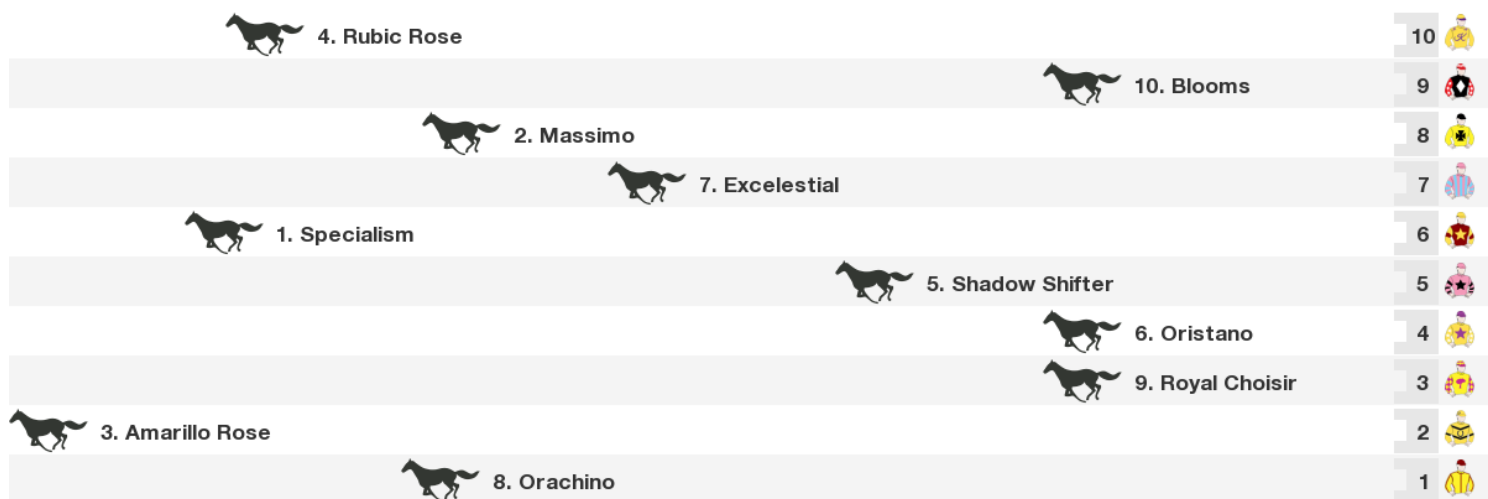 4. Rubic Rose 10
10. Blooms 9
2. Massimo 8
7. Excelestial 7
1. Specialism 6
5. Shadow Shifter 5
6. Oristano 4
9. Royal Choisir 3
3. Amarillo Rose 2
8. Orachino 1